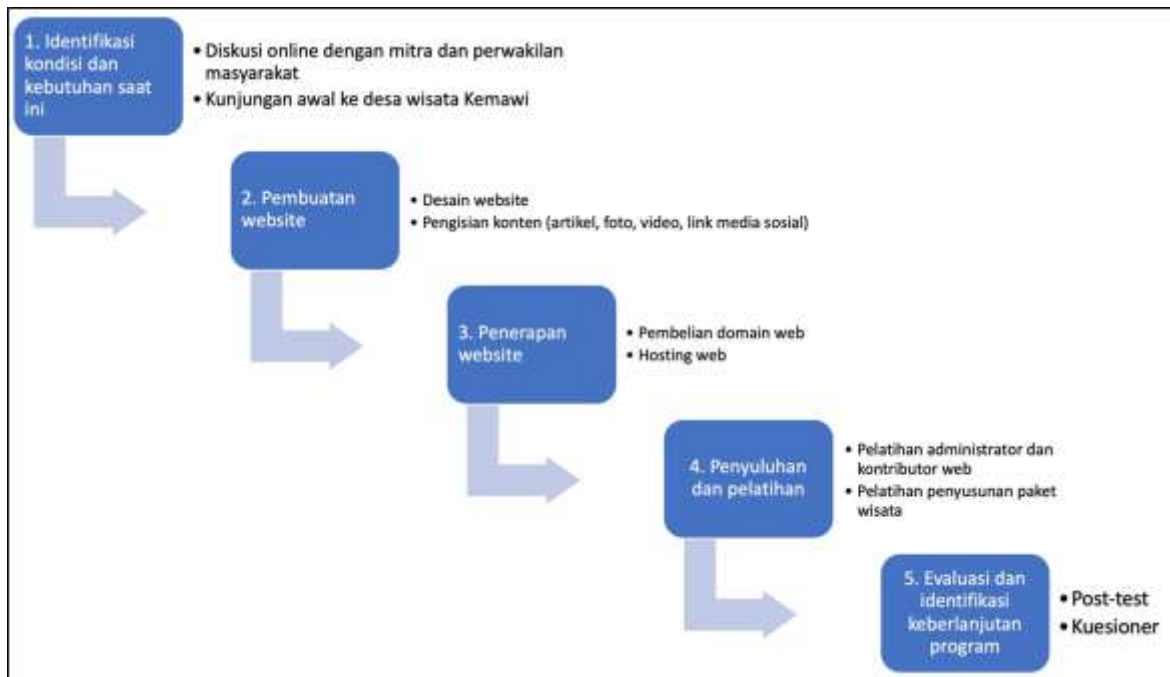 1. Identifikasi
kondisi dan
kebutuhan saat
ini
• Diskusi online dengan mitra dan perwakilan
masyarakat
• Kunjungan awal ke desa wisata Kemawi
2. Pembuatan
website
• Desain website
• Pengisian konten (artikel, foto, video, link media sosial)
3. Penerapan
website
• Pembelian domain web
• Hosting web
4. Penyuluhan
dan pelatihan
• Pelatihan administrator dan
kontributor web
• Pelatihan penyusunan paket
wisata
5. Evaluasi dan
identifikasi
keberlanjutan
program
• Post-test
• Kuesioner